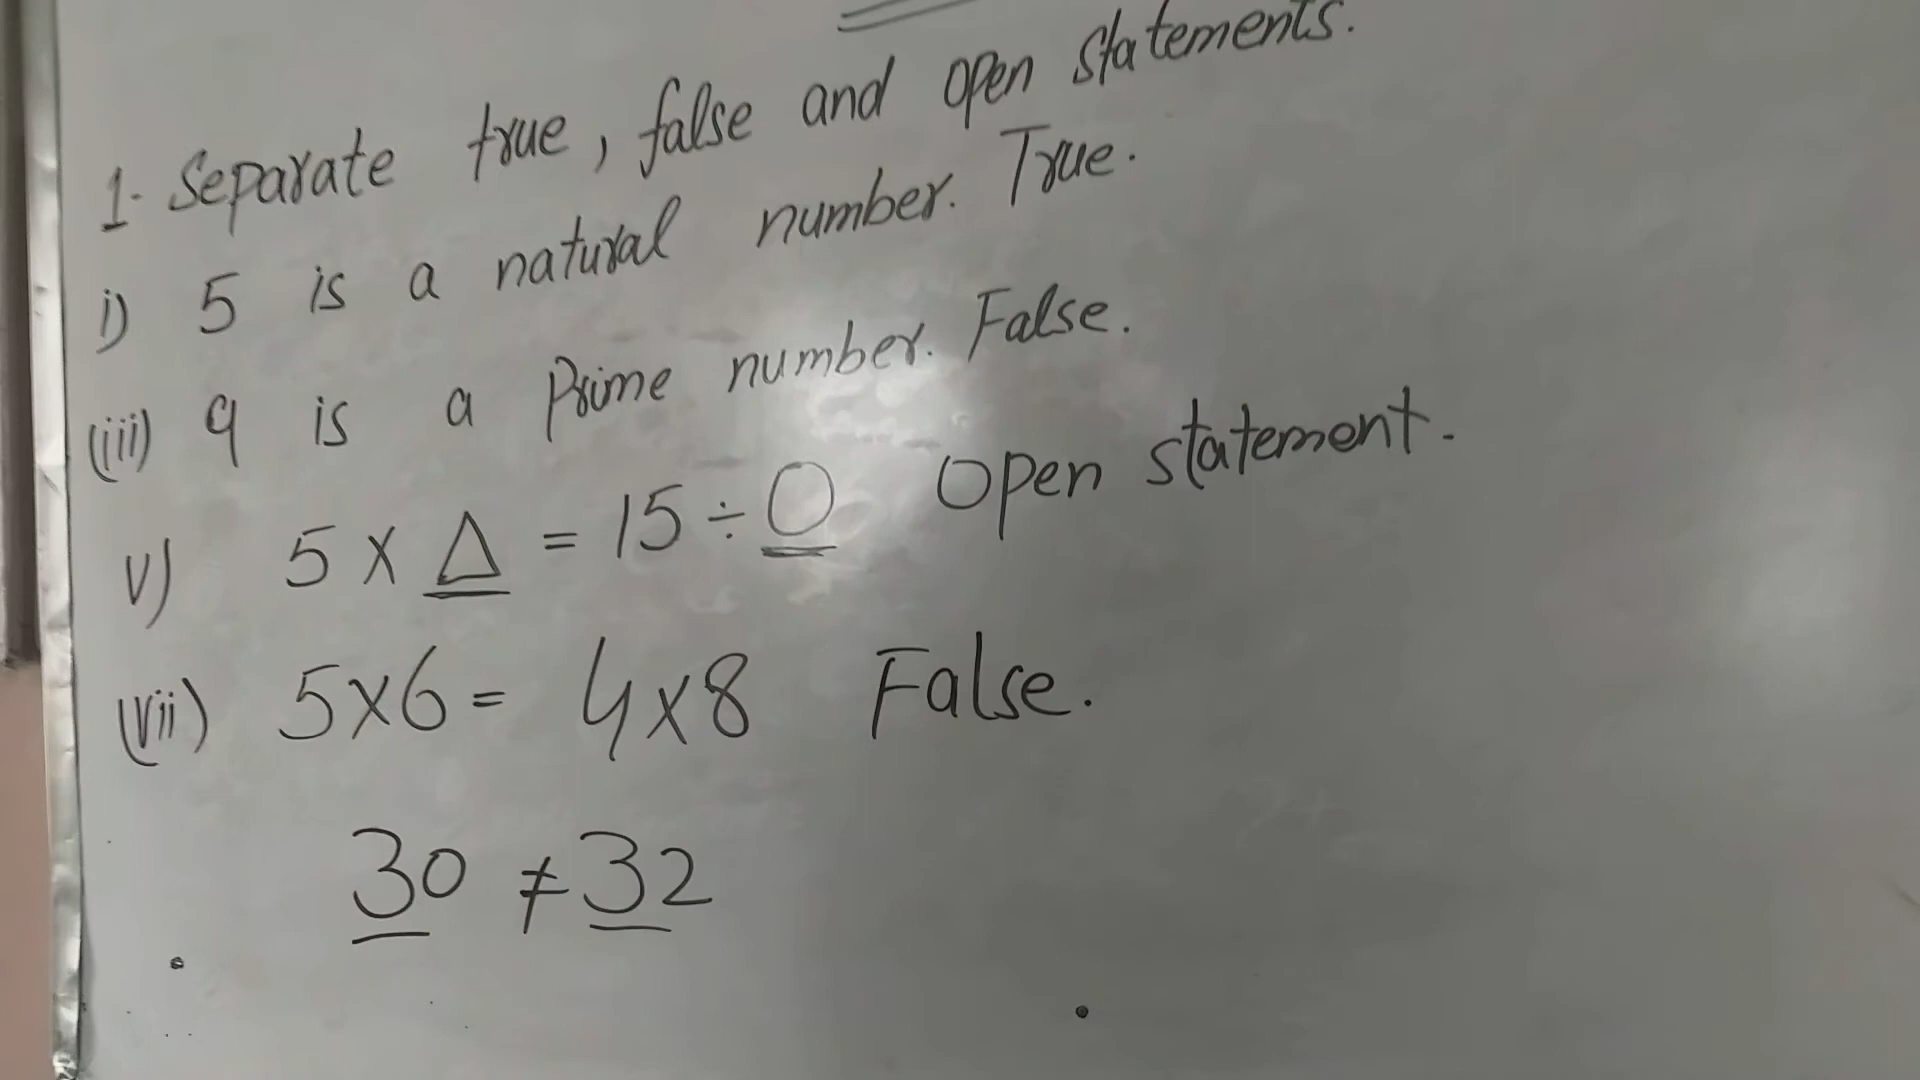 1. Separate true, false and open statements.
i) 5 is a natural number. True.
(iii) 9 is a Prime number. False.
v) 5 x Δ = 15 ÷ O Open statement.
(vii) 5x6 = 4x8 False.
30 ≠ 32